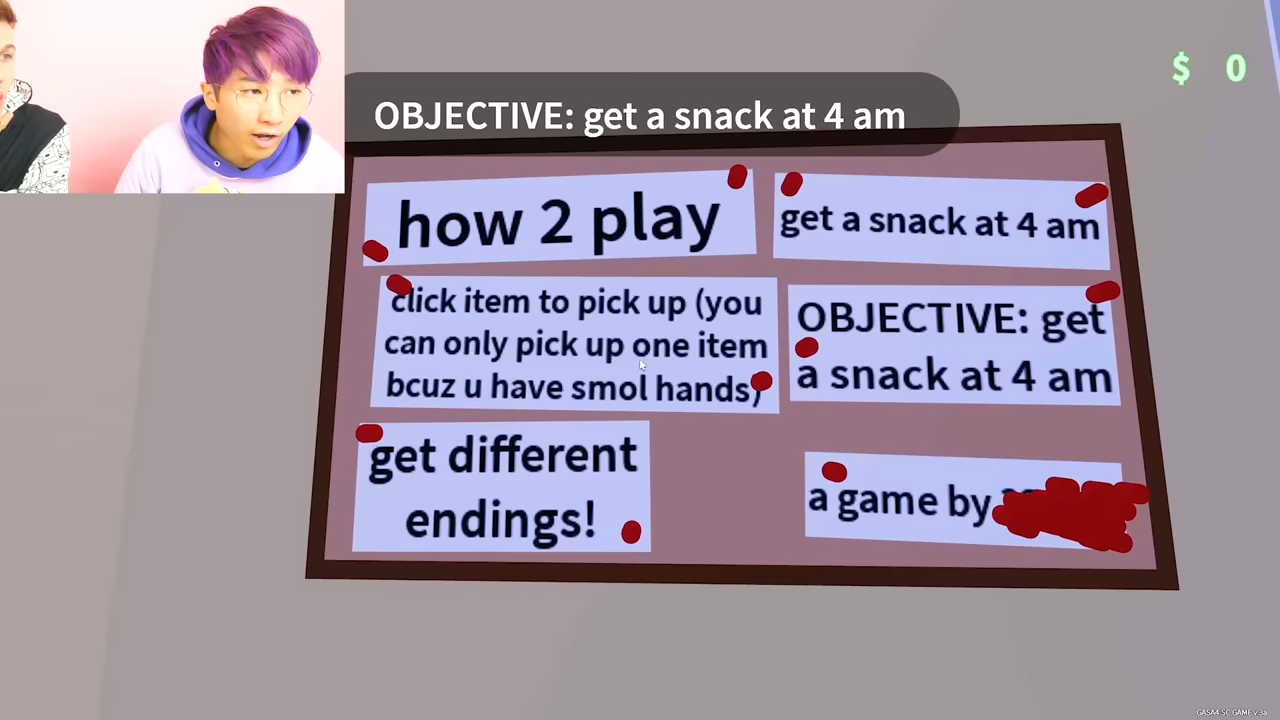 $ 0
OBJECTIVE: get a snack at 4 am
how 2 play
get a snack at 4 am
click item to pick up (you
can only pick up one item
bcuz u have smol hands)
OBJECTIVE: get
a snack at 4 am
get different
endings!
a game by